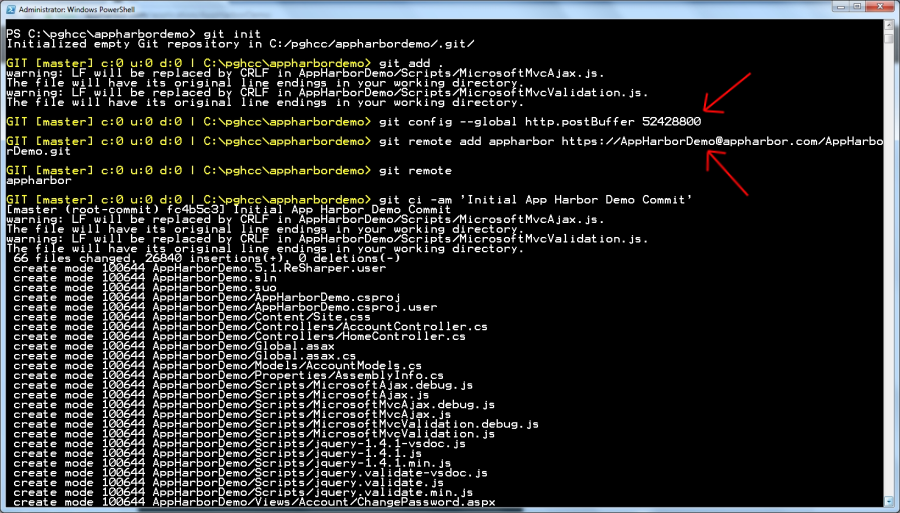 Administrator: Windows PowerShell
PS C:\pghcc\appharbordemo> git init
Initialized empty Git repository in C:/pghcc/appharbordemo/.git/
GIT [master] c:0 u:0 d:0 | C:\pghcc\appharbordemo> git add .
warning: LF will be replaced by CRLF in AppHarborDemo/Scripts/MicrosoftMvcAjax.js.
The file will have its original line endings in your working directory.
warning: LF will be replaced by CRLF in AppHarborDemo/Scripts/MicrosoftMvcValidation.js.
The file will have its original line endings in your working directory.
GIT [master] c:0 u:0 d:0 | C:\pghcc\appharbordemo> git config --global http.postBuffer 52428800
GIT [master] c:0 u:0 d:0 | C:\pghcc\appharbordemo> git remote add appharbor https://AppHarborDemo@appharbor.com/AppHarbo
rDemo.git
GIT [master] c:0 u:0 d:0 | C:\pghcc\appharbordemo> git remote
appharbor
GIT [master] c:0 u:0 d:0 | C:\pghcc\appharbordemo> git ci -am 'Initial App Harbor Demo Commit'
[master (root-commit) fc4b5c3] Initial App Harbor Demo Commit
warning: LF will be replaced by CRLF in AppHarborDemo/Scripts/MicrosoftMvcAjax.js.
The file will have its original line endings in your working directory.
warning: LF will be replaced by CRLF in AppHarborDemo/Scripts/MicrosoftMvcValidation.js.
The file will have its original line endings in your working directory.
66 files changed, 26840 insertions(+), 0 deletions(-)
create mode 100644 AppHarborDemo.5.1.ReSharper.user
create mode 100644 AppHarborDemo.sln
create mode 100644 AppHarborDemo.suo
create mode 100644 AppHarborDemo/AppHarborDemo.csproj
create mode 100644 AppHarborDemo/AppHarborDemo.csproj.user
create mode 100644 AppHarborDemo/Content/Site.css
create mode 100644 AppHarborDemo/Controllers/AccountController.cs
create mode 100644 AppHarborDemo/Controllers/HomeController.cs
create mode 100644 AppHarborDemo/Global.asax
create mode 100644 AppHarborDemo/Global.asax.cs
create mode 100644 AppHarborDemo/Models/AccountModels.cs
create mode 100644 AppHarborDemo/Properties/AssemblyInfo.cs
create mode 100644 AppHarborDemo/Scripts/MicrosoftAjax.debug.js
create mode 100644 AppHarborDemo/Scripts/MicrosoftAjax.js
create mode 100644 AppHarborDemo/Scripts/MicrosoftMvcAjax.debug.js
create mode 100644 AppHarborDemo/Scripts/MicrosoftMvcAjax.js
create mode 100644 AppHarborDemo/Scripts/MicrosoftMvcValidation.debug.js
create mode 100644 AppHarborDemo/Scripts/MicrosoftMvcValidation.js
create mode 100644 AppHarborDemo/Scripts/jquery-1.4.1-vsdoc.js
create mode 100644 AppHarborDemo/Scripts/jquery-1.4.1.js
create mode 100644 AppHarborDemo/Scripts/jquery-1.4.1.min.js
create mode 100644 AppHarborDemo/Scripts/jquery.validate-vsdoc.js
create mode 100644 AppHarborDemo/Scripts/jquery.validate.js
create mode 100644 AppHarborDemo/Scripts/jquery.validate.min.js
create mode 100644 AppHarborDemo/Views/Account/ChangePassword.aspx